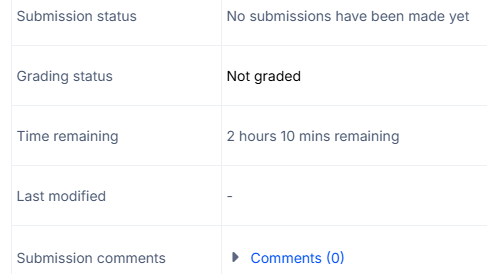 Submission status No submissions have been made yet
Grading status Not graded
Time remaining 2 hours 10 mins remaining
Last modified -
Submission comments Comments (0)